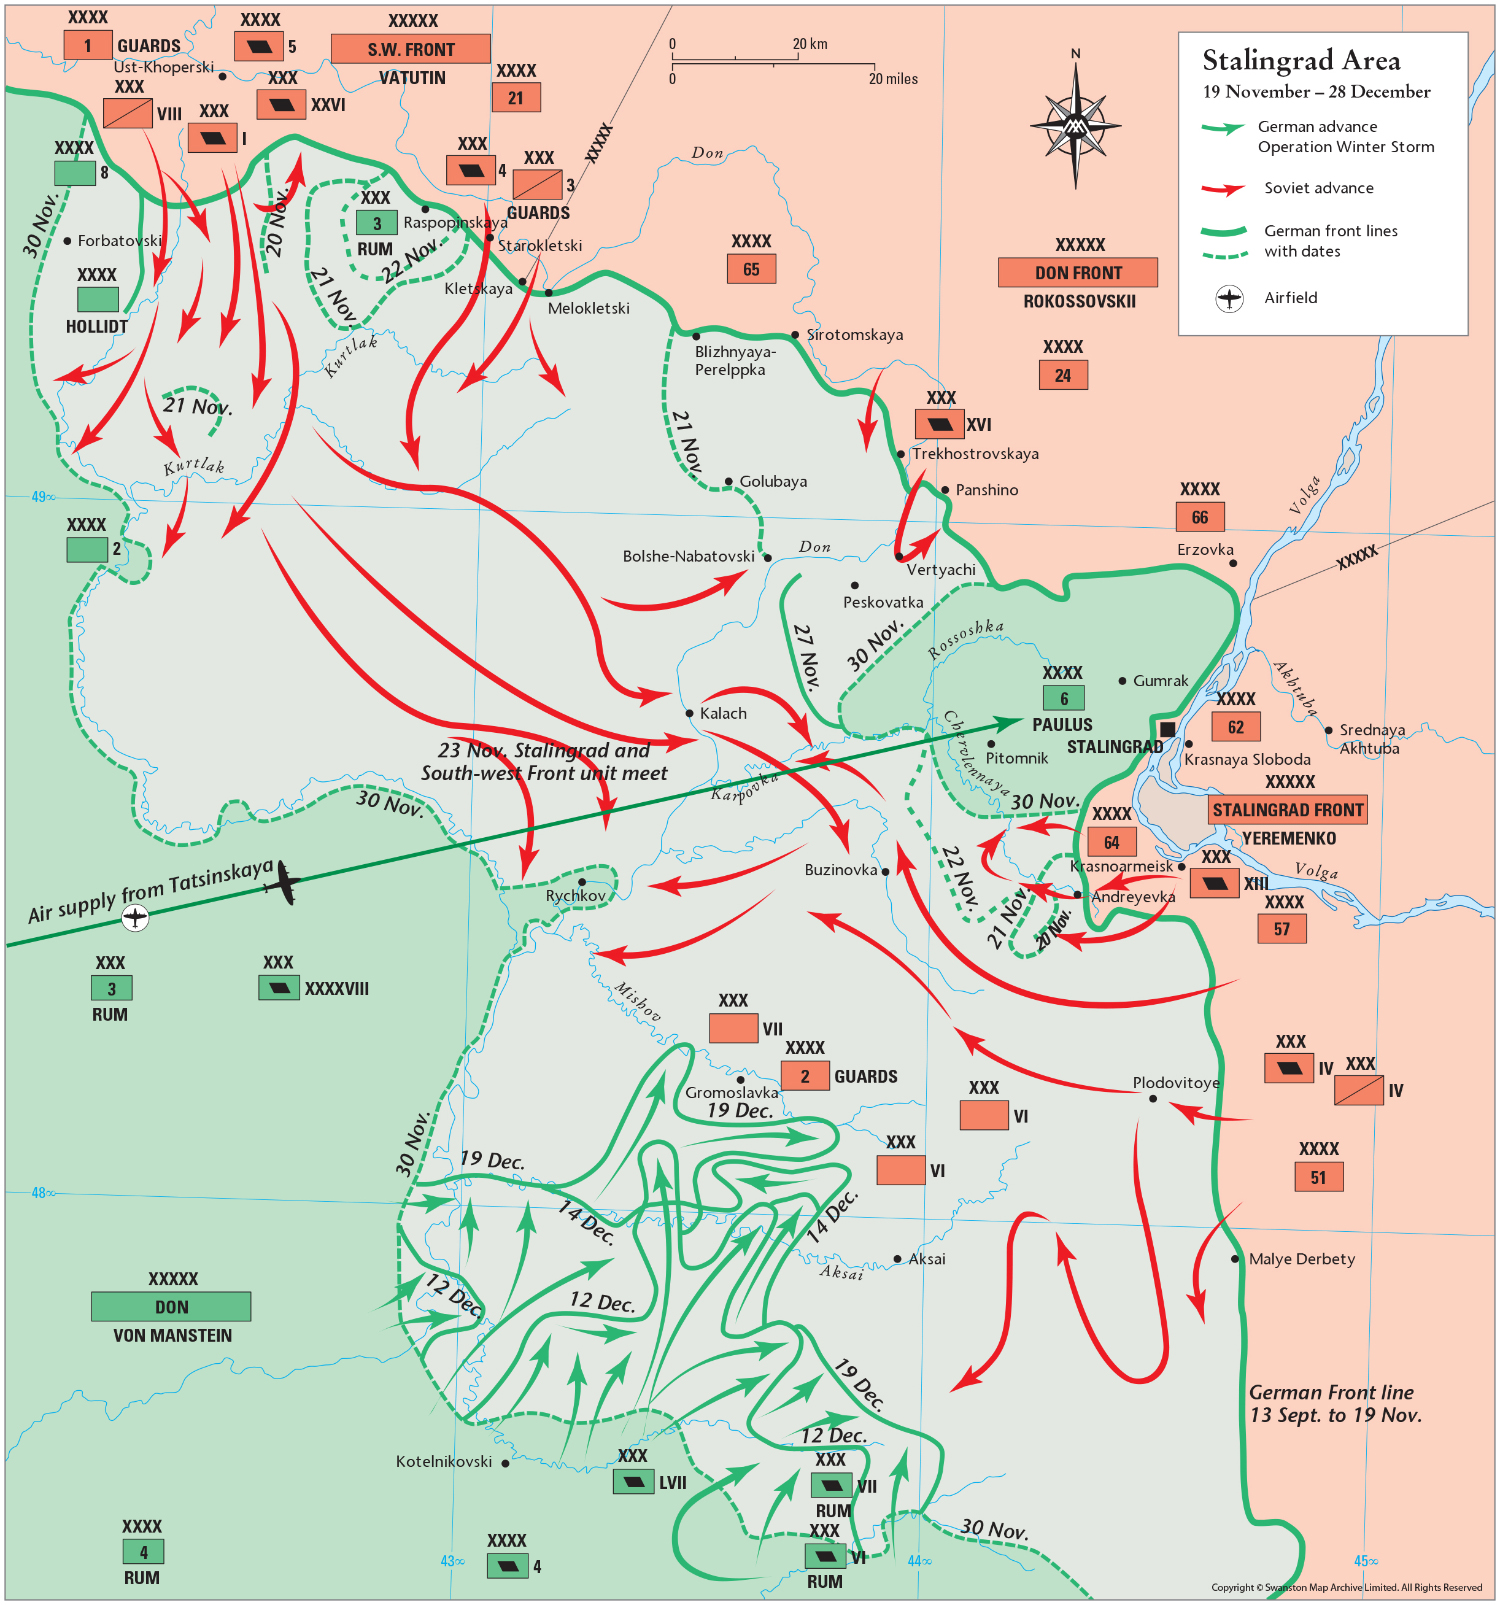 XXXX
1 GUARDS
Ust-Khoperski
XXXX
5
XXXXX
S.W. FRONT
VATUTIN
XXX
VIII
XXX
I
XXX
XXVI
XXXX
21
XXX
4
XXX
3
GUARDS
XXXXX
0 20 km
0 20 miles
N
Stalingrad Area
19 November – 28 December
German advance
Operation Winter Storm
Soviet advance
German front lines
with dates
Airfield
XXXX
8
30 Nov.
Forbatovski
XXXX
HOLLIDT
20 Nov.
21 Nov.
22 Nov.
XXX
3
RUM
Raspopinskaya
Starokletski
Kletskaya
Melokletski
Kurtlak
Don
XXXX
65
XXXXX
DON FRONT
ROKOSSOVSKII
XXXX
24
Blizhnyaya-
Perelppka
Sirotomskaya
21 Nov.
Kurtlak
21 Nov.
XXX
XVI
Trekhostrovskaya
Panshino
Golubaya
49∞
XXXX
2
Bolshe-Nabatovski
Don
Vertyachi
Peskovatka
XXXX
66
Erzovka
Volga
XXXXX
27 Nov.
30 Nov.
Rossoshka
XXXX
6
PAULUS
Gumrak
STALINGRAD
Pitomnik
Chervlennaya
Kalach
Karpovka
23 Nov. Stalingrad and
South-west Front unit meet
XXXX
62
Krasnaya Sloboda
Akhtuba
Srednaya
Akhtuba
XXXXX
STALINGRAD FRONT
YEREMENKO
30 Nov.
30 Nov.
XXXX
64
Krasnoarmeisk
XXX
XIII
Volga
XXXX
57
Andreyevka
22 Nov.
21 Nov.
20 Nov.
Buzinovka
Rychkov
Air supply from Tatsinskaya
XXX
3
RUM
XXX
XXXXVIII
Mishov
XXX
VII
XXXX
2 GUARDS
Gromoslavka
19 Dec.
XXX
VI
XXX
VI
Plodovitoye
XXX
IV
XXX
IV
XXXX
51
48∞
30 Nov.
19 Dec.
14 Dec.
14 Dec.
Aksai
Aksai
Malye Derbety
XXXXX
DON
VON MANSTEIN
12 Dec.
12 Dec.
19 Dec.
12 Dec.
German Front line
13 Sept. to 19 Nov.
Kotelnikovski
XXX
LVII
XXX
VII
RUM
XXX
VI
RUM
30 Nov.
XXXX
4
RUM
XXXX
4
43∞
44∞
45∞
Copyright © Swanston Map Archive Limited. All Rights Reserved